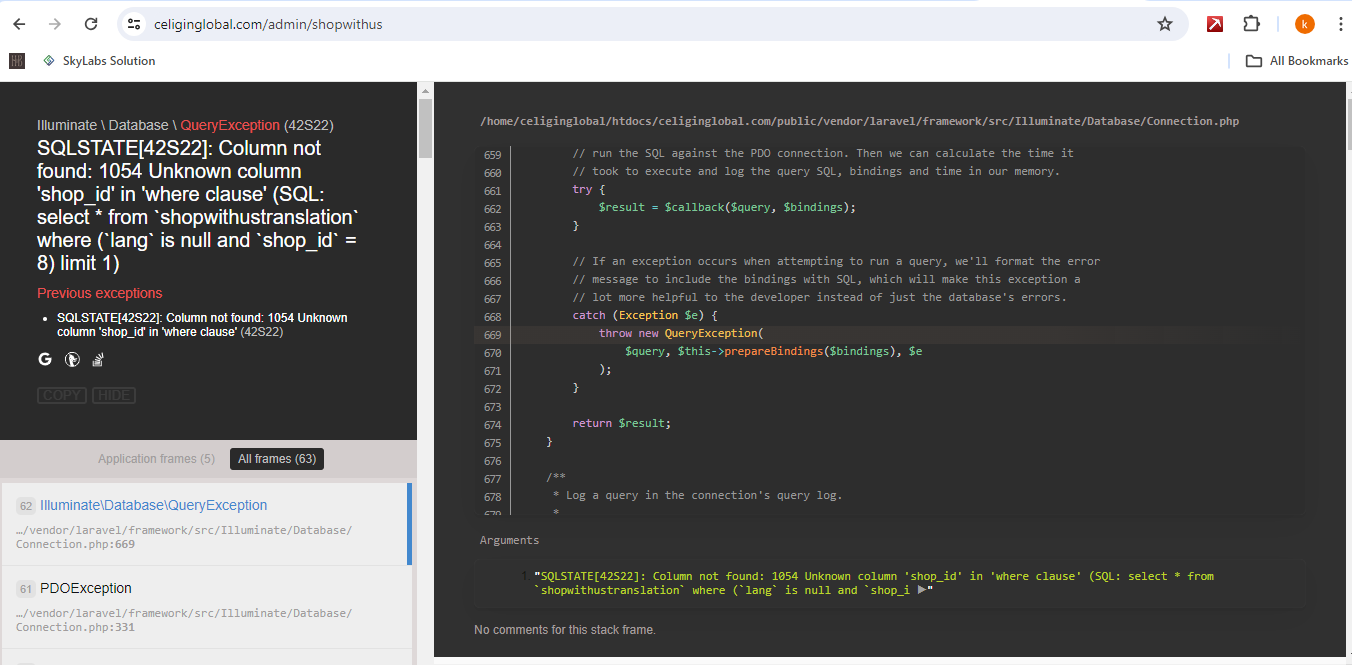 celiginglobal.com/admin/shopwithus
k
SkyLabs Solution
All Bookmarks
Illuminate \ Database \ QueryException (42S22)
SQLSTATE[42S22]: Column not
found: 1054 Unknown column
'shop_id' in 'where clause' (SQL:
select * from `shopwithustranslation`
where (`lang` is null and `shop_id` =
8) limit 1)
Previous exceptions
• SQLSTATE[42S22]: Column not found: 1054 Unknown
column 'shop_id' in 'where clause' (42S22)
COPY HIDE
Application frames (5) All frames (63)
62 Illuminate\Database\QueryException
…/vendor/laravel/framework/src/Illuminate/Database/
Connection.php:669
61 PDOException
…/vendor/laravel/framework/src/Illuminate/Database/
Connection.php:331
/home/celiginglobal/htdocs/celiginglobal.com/public/vendor/laravel/framework/src/Illuminate/Database/Connection.php
659 // run the SQL against the PDO connection. Then we can calculate the time it
660 // took to execute and log the query SQL, bindings and time in our memory.
661 try {
662 $result = $callback($query, $bindings);
663 }
664
665 // If an exception occurs when attempting to run a query, we'll format the error
666 // message to include the bindings with SQL, which will make this exception a
667 // lot more helpful to the developer instead of just the database's errors.
668 catch (Exception $e) {
669 throw new QueryException(
670 $query, $this->prepareBindings($bindings), $e
671 );
672 }
673
674 return $result;
675 }
676
677 /**
678 * Log a query in the connection's query log.
679 *
Arguments
1. "SQLSTATE[42S22]: Column not found: 1054 Unknown column 'shop_id' in 'where clause' (SQL: select * from
`shopwithustranslation` where (`lang` is null and `shop_i ▶"
No comments for this stack frame.